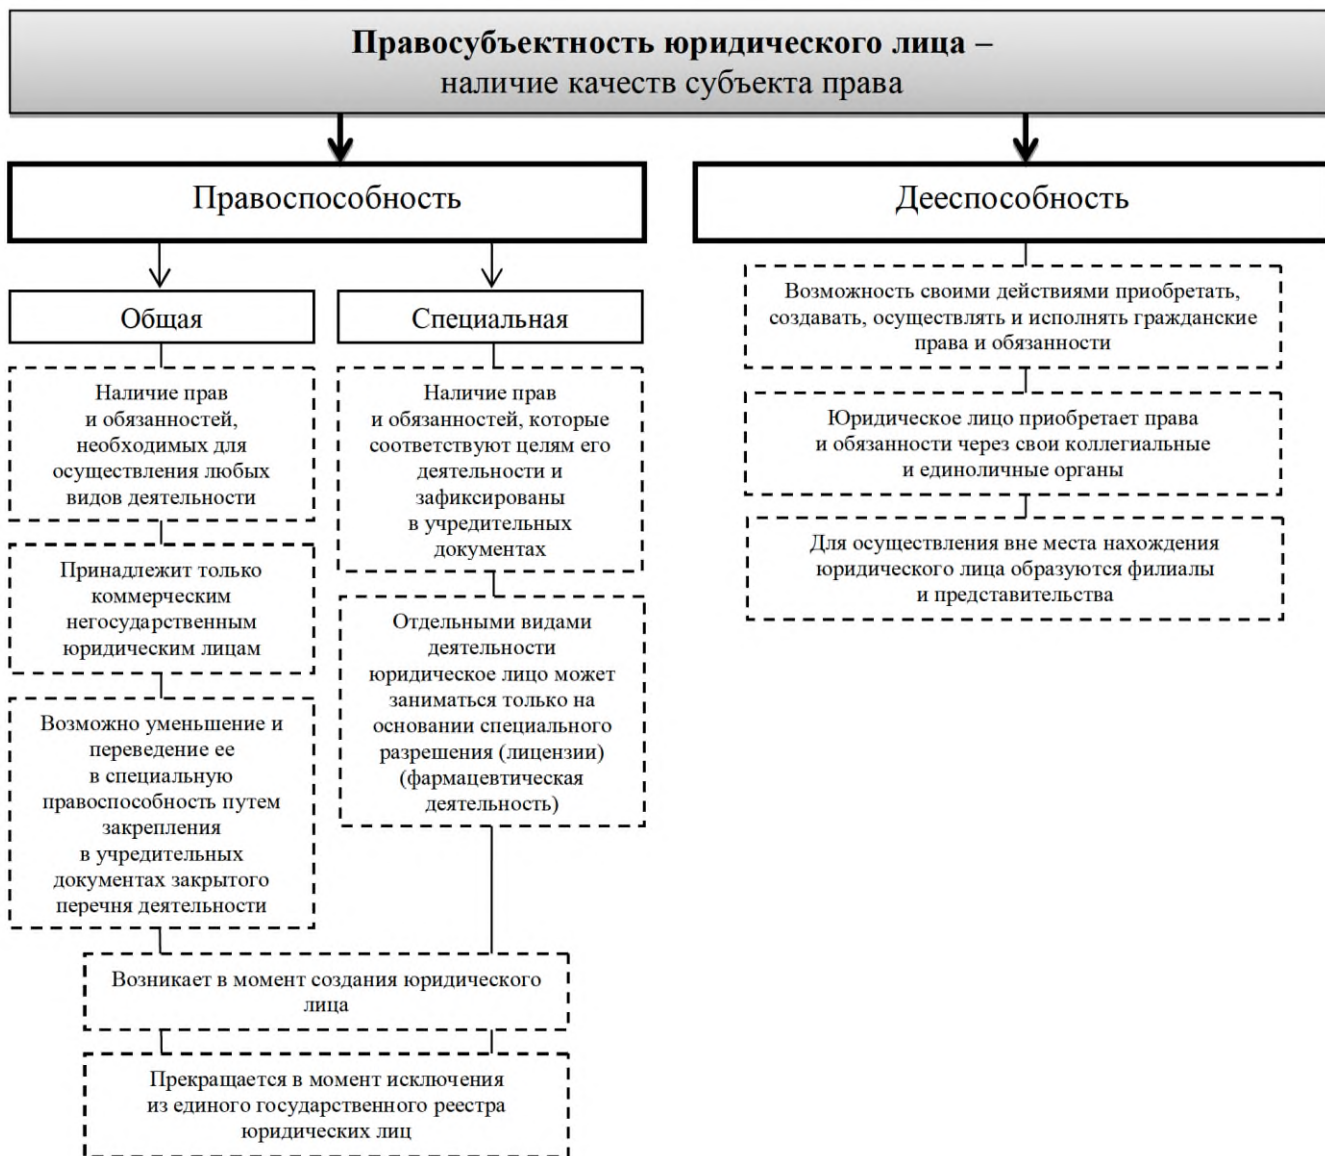 Правосубъектность юридического лица –
наличие качеств субъекта права
Правоспособность
Дееспособность
Общая
Специальная
Наличие прав
и обязанностей,
необходимых для
осуществления любых
видов деятельности
Принадлежит только
коммерческим
негосударственным
юридическим лицам
Возможно уменьшение и
переведение ее
в специальную
правоспособность путем
закрепления
в учредительных
документах закрытого
перечня деятельности
Наличие прав
и обязанностей, которые
соответствуют целям его
деятельности и
зафиксированы
в учредительных
документах
Отдельными видами
деятельности
юридическое лицо может
заниматься только на
основании специального
разрешения (лицензии)
(фармацевтическая
деятельность)
Возникает в момент создания юридического
лица
Прекращается в момент исключения
из единого государственного реестра
юридических лиц
Возможность своими действиями приобретать,
создавать, осуществлять и исполнять гражданские
права и обязанности
Юридическое лицо приобретает права
и обязанности через свои коллегиальные
и единоличные органы
Для осуществления вне места нахождения
юридического лица образуются филиалы
и представительства